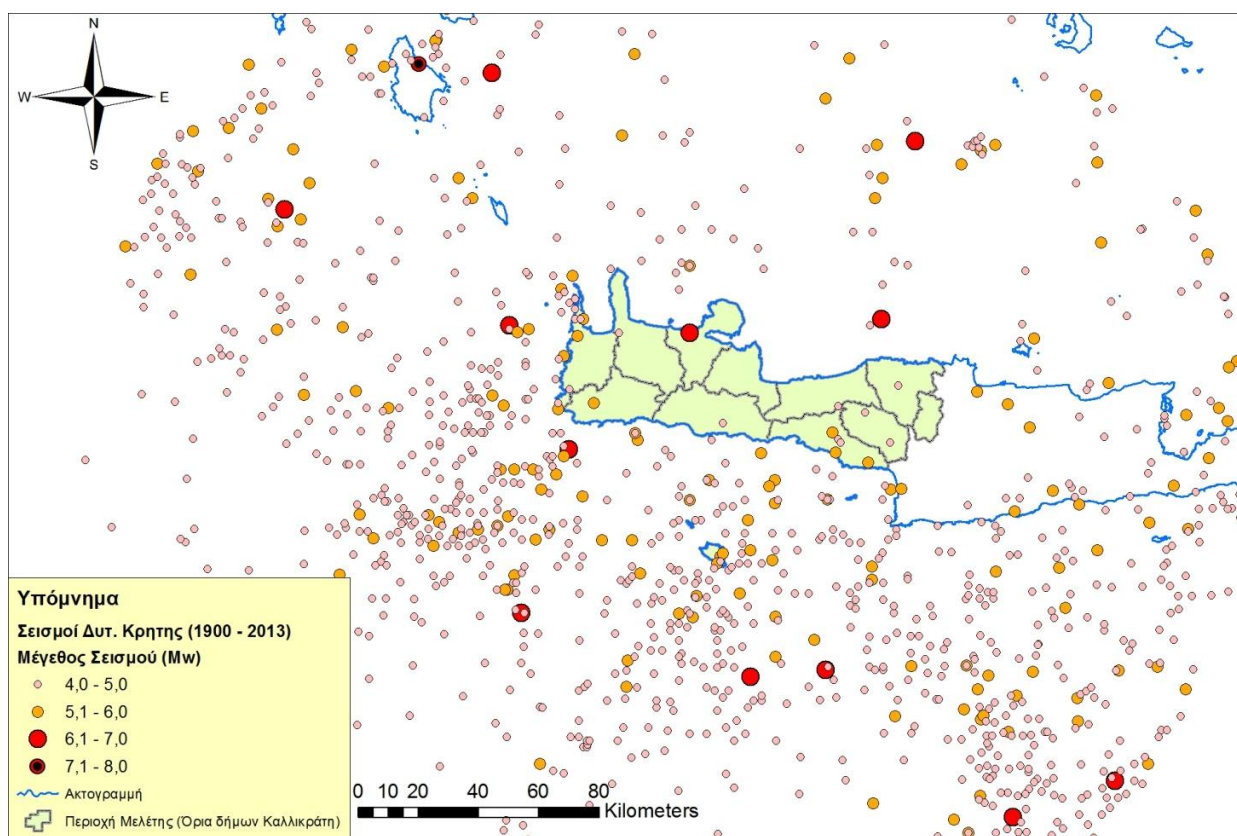 N
W E
S
Υπόμνημα
Σεισμοί Δυτ. Κρητης (1900 - 2013)
Μέγεθος Σεισμού (Mw)
4,0 - 5,0
5,1 - 6,0
6,1 - 7,0
7,1 - 8,0
Ακτογραμμή
Περιοχή Μελέτης (Όρια δήμων Καλλικράτη)
0 10 20 40 60 80
Kilometers